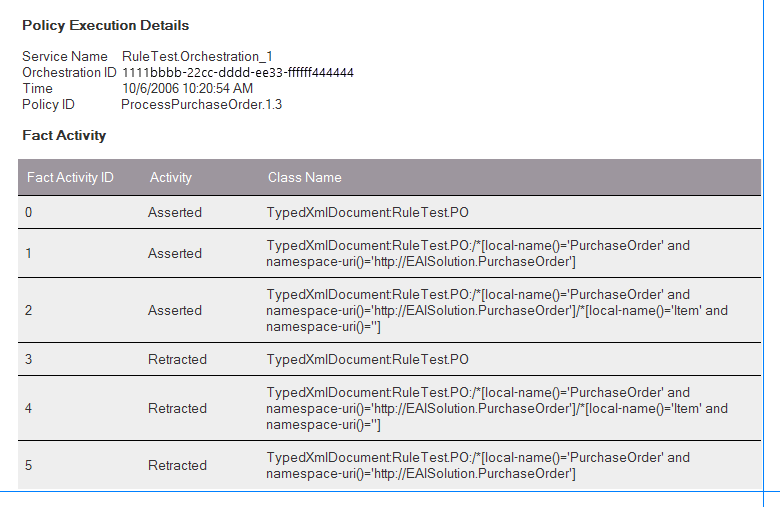 Policy Execution Details
Service Name RuleTest.Orchestration_1
Orchestration ID 1111bbbb-22cc-dddd-ee33-ffffff444444
Time 10/6/2006 10:20:54 AM
Policy ID ProcessPurchaseOrder.1.3
Fact Activity
Fact Activity ID Activity Class Name
0 Asserted TypedXmlDocument:RuleTest.PO
TypedXmlDocument:RuleTest.PO:/*[local-name()='PurchaseOrder' and
1 Asserted
namespace-uri()='http://EAISolution.PurchaseOrder']
TypedXmlDocument:RuleTest.PO:/*[local-name()='PurchaseOrder' and
2 Asserted namespace-uri()='http://EAISolution.PurchaseOrder']/*[local-name()='Item' and
namespace-uri()='']
3 Retracted TypedXmlDocument:RuleTest.PO
TypedXmlDocument:RuleTest.PO:/*[local-name()='PurchaseOrder' and
4 Retracted namespace-uri()='http://EAISolution.PurchaseOrder']/*[local-name()='Item' and
namespace-uri()='']
TypedXmlDocument:RuleTest.PO:/*[local-name()='PurchaseOrder' and
5 Retracted
namespace-uri()='http://EAISolution.PurchaseOrder']